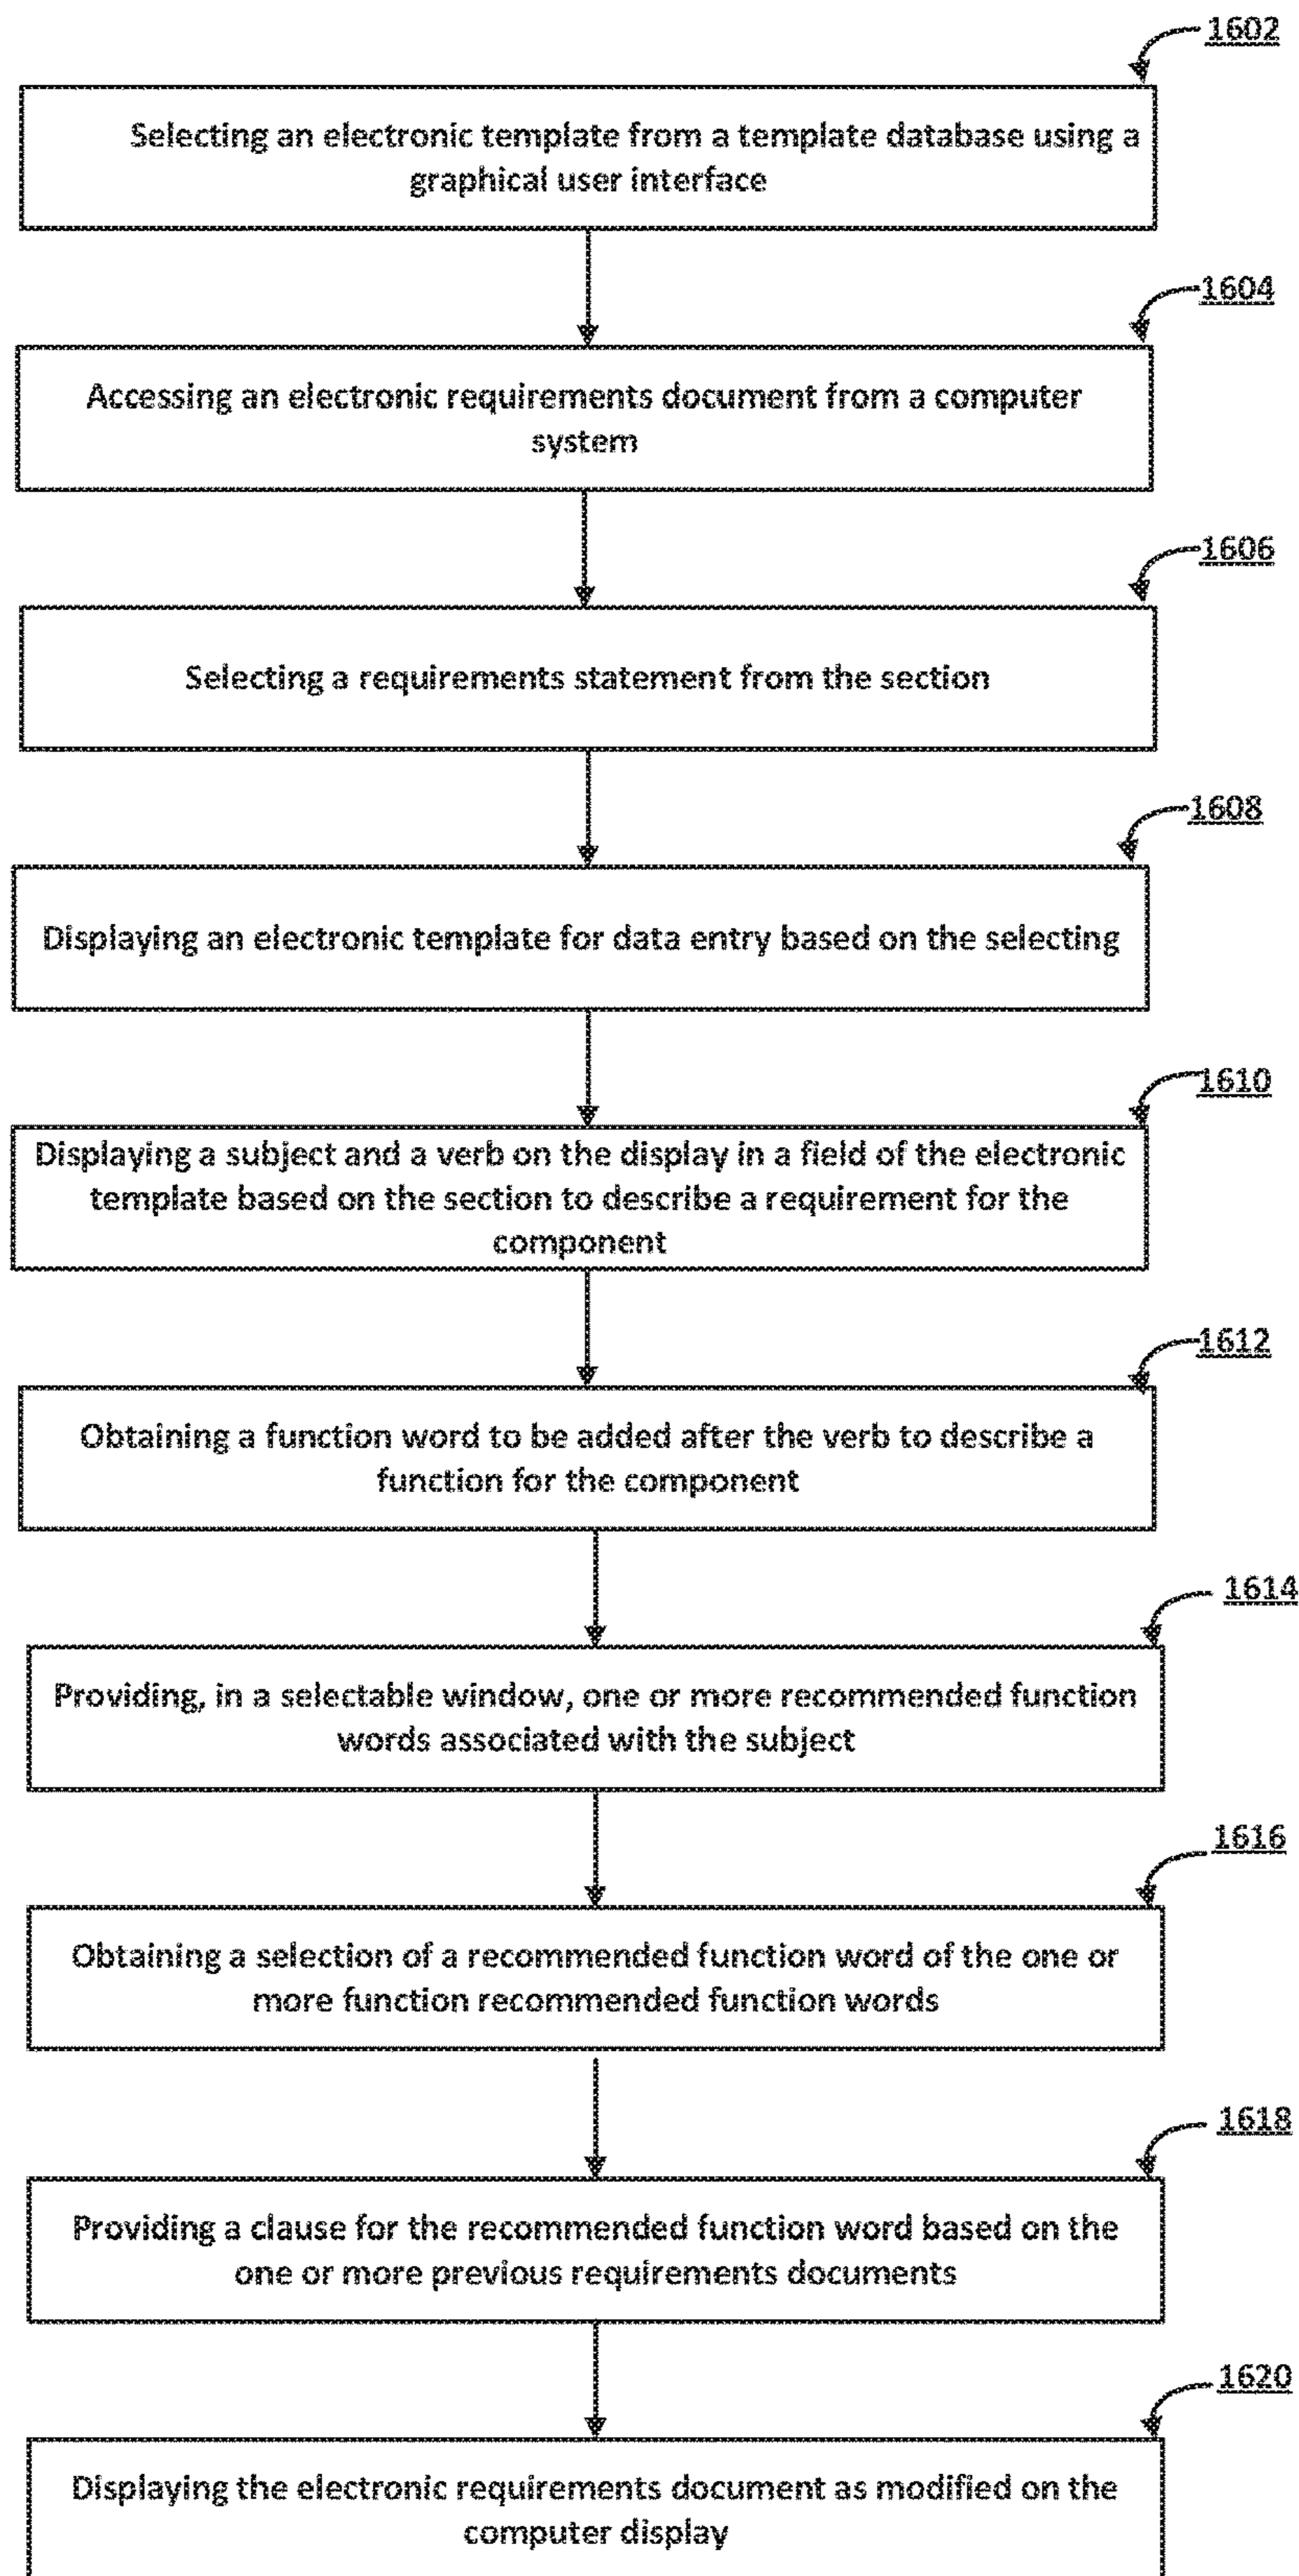 1602
Selecting an electronic template from a template database using a
graphical user interface
1604
Accessing an electronic requirements document from a computer
system
1606
Selecting a requirements statement from the section
1608
Displaying an electronic template for data entry based on the selecting
1610
Displaying a subject and a verb on the display in a field of the electronic
template based on the section to describe a requirement for the
component
1612
Obtaining a function word to be added after the verb to describe a
function for the component
1614
Providing, in a selectable window, one or more recommended function
words associated with the subject
1616
Obtaining a selection of a recommended function word of the one or
more function recommended function words
1618
Providing a clause for the recommended function word based on the
one or more previous requirements documents
1620
Displaying the electronic requirements document as modified on the
computer display